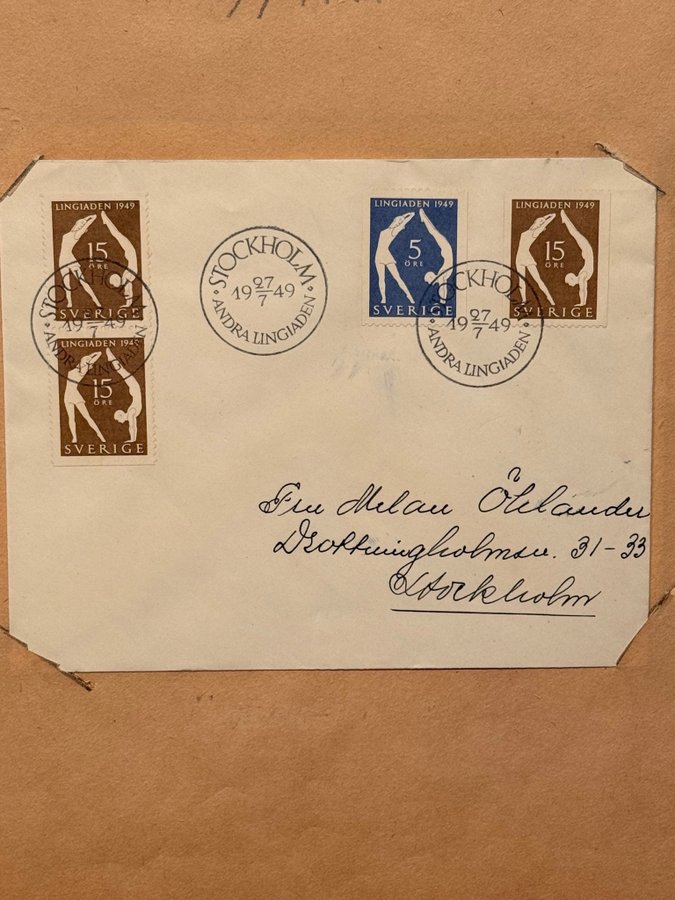 LINGIADEN 1949
15
ÖRE
SVERIGE
LINGIADEN 1949
15
ÖRE
SVERIGE
STOCKHOLM
19 27/7 49
ANDRA LINGIADEN
STOCKHOLM
19 27/7 49
ANDRA LINGIADEN
LINGIADEN 1949
5
ÖRE
SVERIGE
LINGIADEN 1949
15
ÖRE
SVERIGE
STOCKHOLM
19 27/7 49
ANDRA LINGIADEN
Fru Melan Öhlander
Drottningholmsv. 31-33
Stockholm